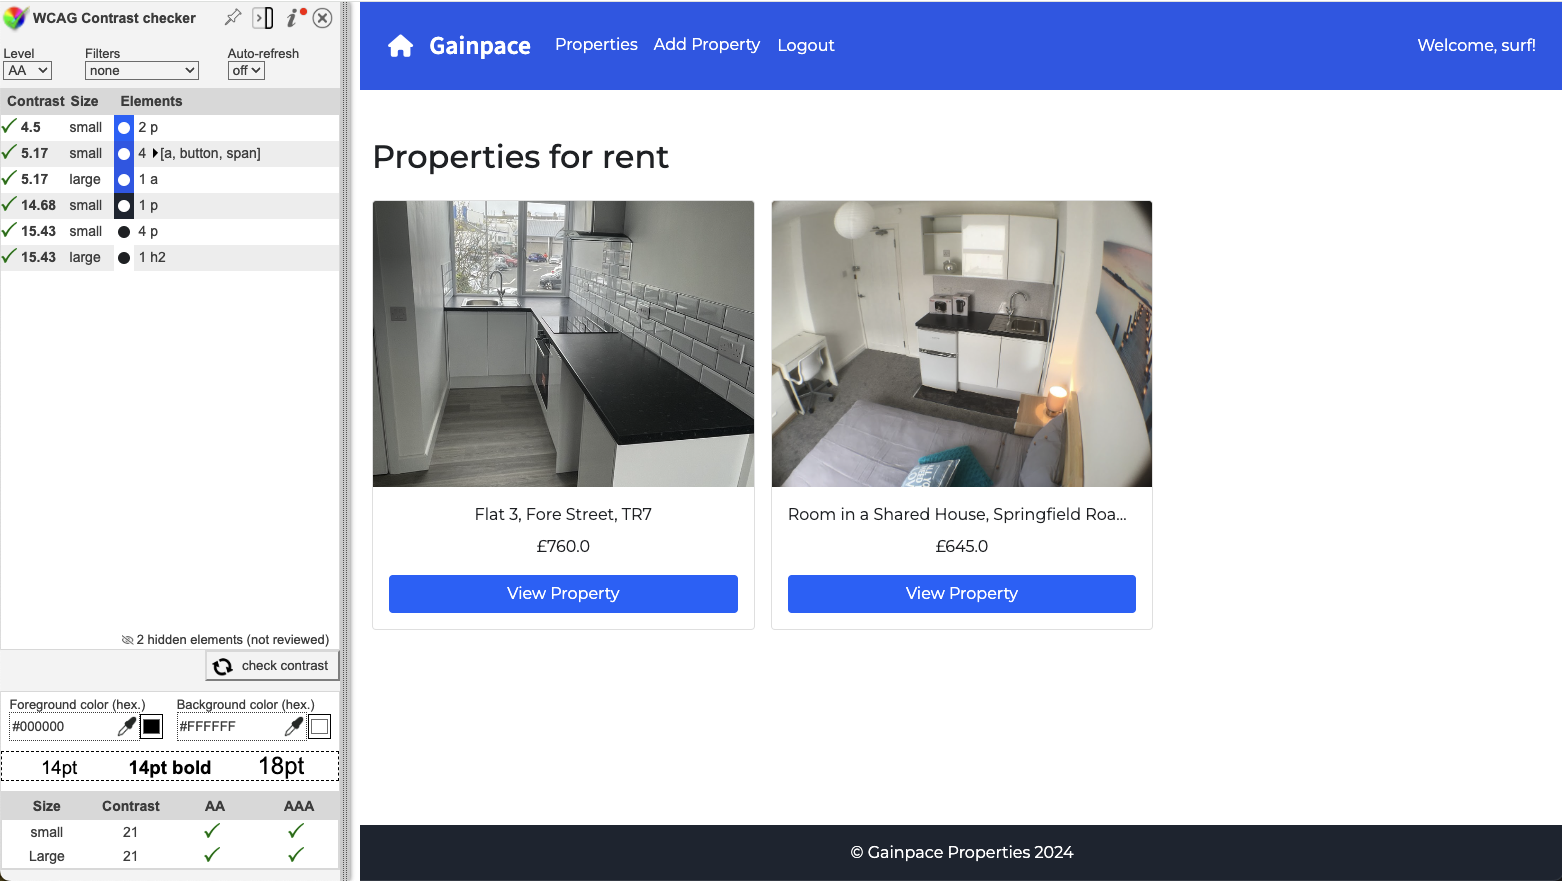 WCAG Contrast checker
Level
Filters
Auto-refresh
AA
none
off
Contrast Size Elements
4.5 small 2 p
5.17 small 4 [a, button, span]
5.17 large 1 a
14.68 small 1 p
15.43 small 4 p
15.43 large 1 h2
2 hidden elements (not reviewed)
check contrast
Foreground color (hex.) Background color (hex.)
#000000 #FFFFFF
14pt 14pt bold 18pt
Size Contrast AA AAA
small 21
Large 21
Gainpace Properties Add Property Logout Welcome, surf!
Properties for rent
Flat 3, Fore Street, TR7
£760.0
View Property
Room in a Shared House, Springfield Roa...
£645.0
View Property
© Gainpace Properties 2024